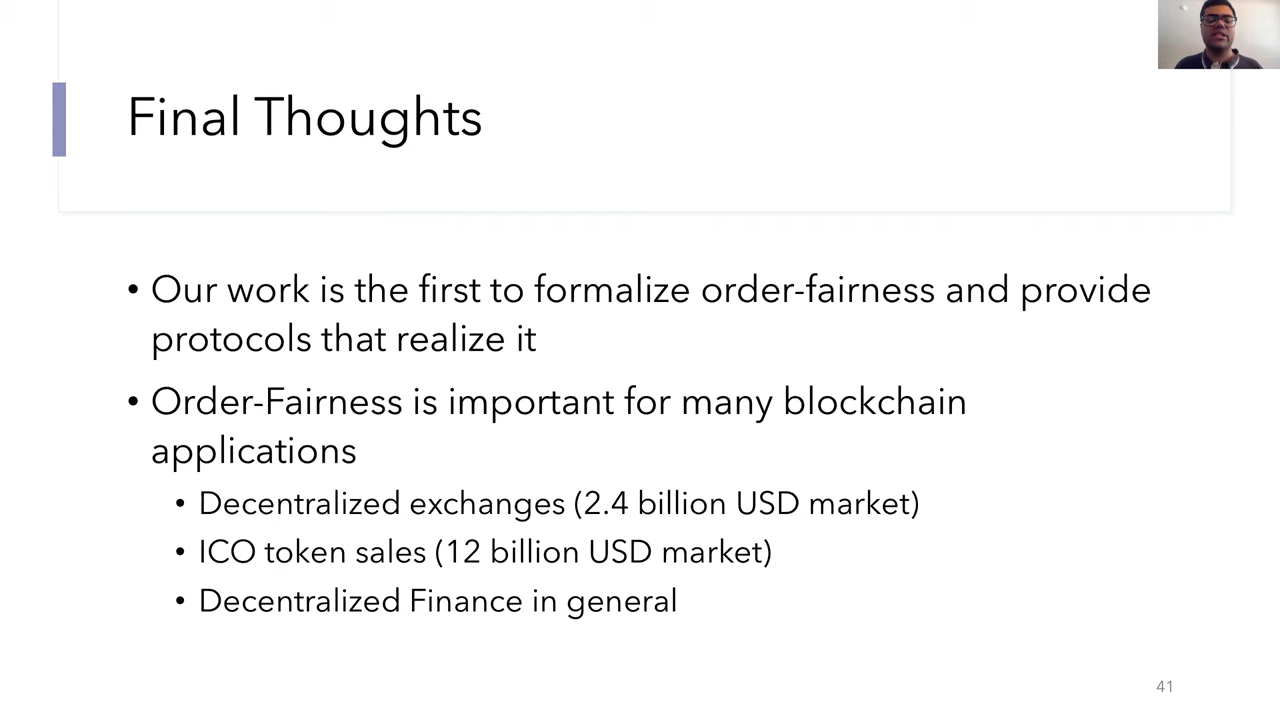 Final Thoughts
• Our work is the first to formalize order-fairness and provide
protocols that realize it
• Order-Fairness is important for many blockchain
applications
• Decentralized exchanges (2.4 billion USD market)
• ICO token sales (12 billion USD market)
• Decentralized Finance in general
41